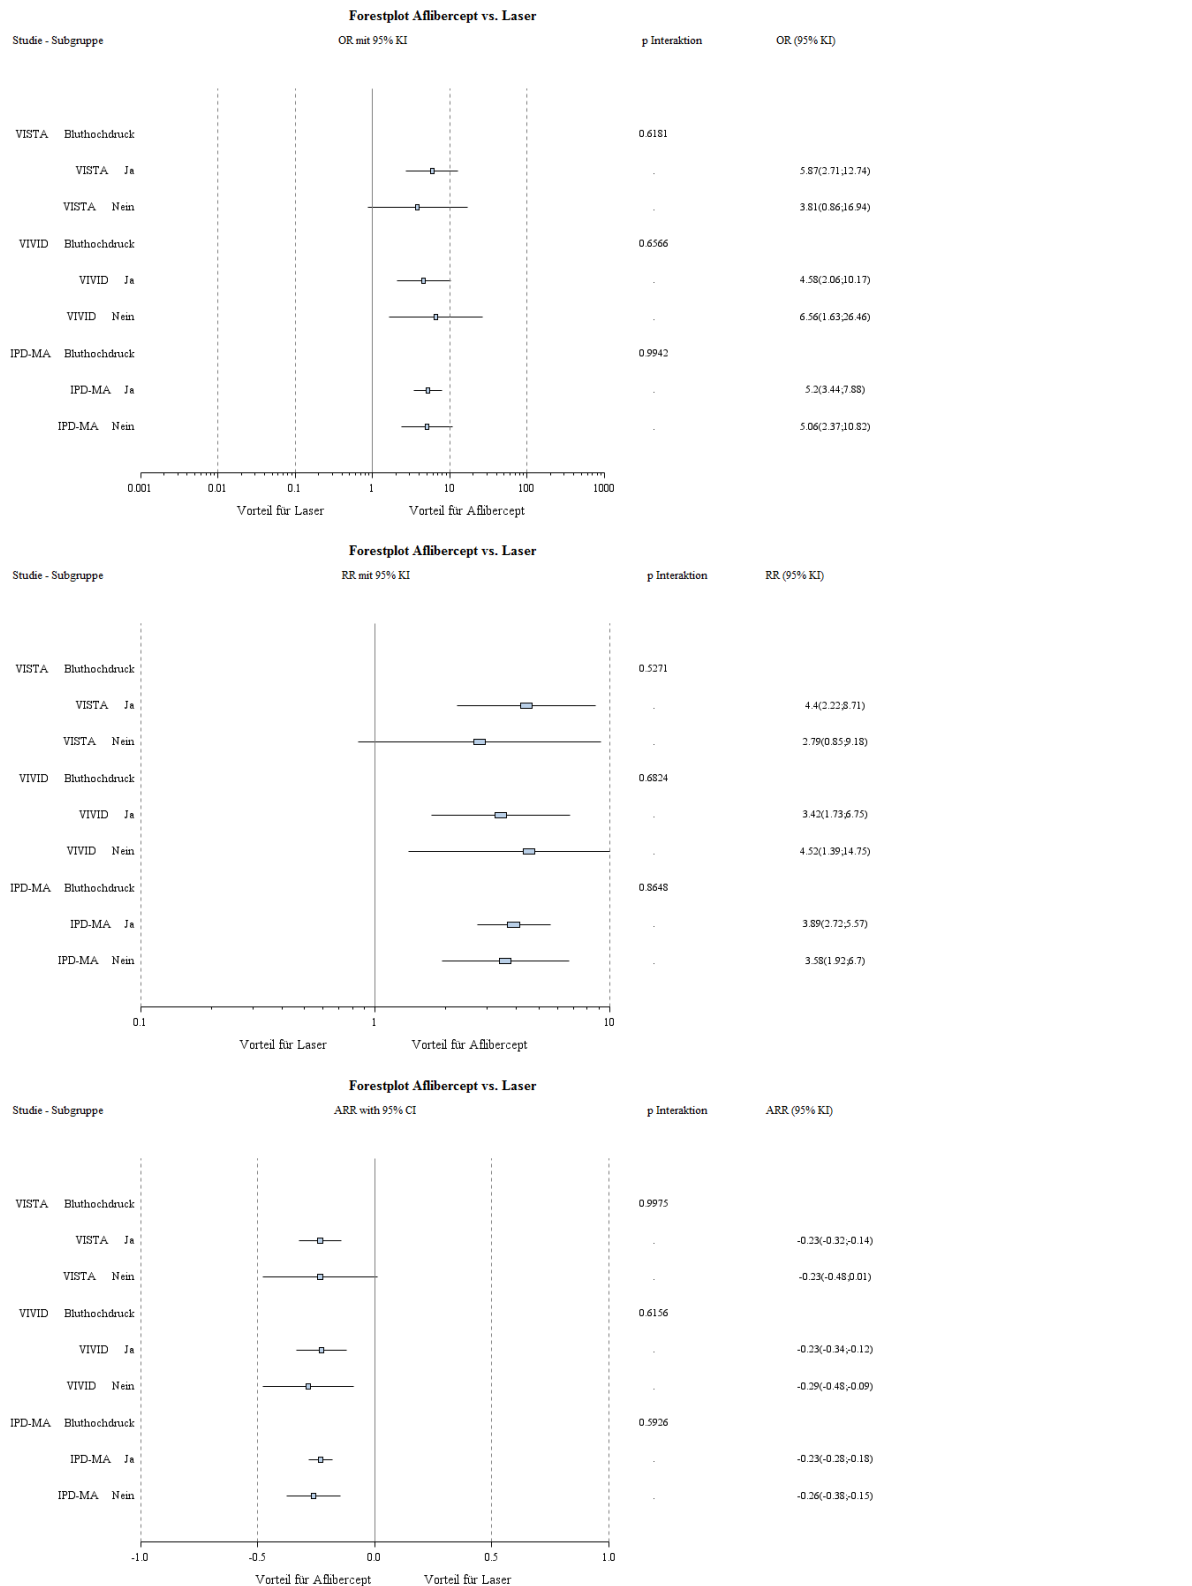 Forestplot Aflibercept vs. Laser
Studie - Subgruppe OR mit 95% KI p Interaktion OR (95% KI)
VISTA Bluthochdruck 0.6181
VISTA Ja . 5.87(2.71;12.74)
VISTA Nein . 3.81(0.86;16.94)
VIVID Bluthochdruck 0.6566
VIVID Ja . 4.58(2.06;10.17)
VIVID Nein . 6.56(1.63;26.46)
IPD-MA Bluthochdruck 0.9942
IPD-MA Ja . 5.2(3.44;7.88)
IPD-MA Nein . 5.06(2.37;10.82)
0.001 0.01 0.1 1 10 100 1000
Vorteil für Laser Vorteil für Aflibercept
Forestplot Aflibercept vs. Laser
Studie - Subgruppe RR mit 95% KI p Interaktion RR (95% KI)
VISTA Bluthochdruck 0.5271
VISTA Ja . 4.4(2.22;8.71)
VISTA Nein . 2.79(0.85;9.18)
VIVID Bluthochdruck 0.6824
VIVID Ja . 3.42(1.73;6.75)
VIVID Nein . 4.52(1.39;14.75)
IPD-MA Bluthochdruck 0.8648
IPD-MA Ja . 3.89(2.72;5.57)
IPD-MA Nein . 3.58(1.92;6.7)
0.1 1 10
Vorteil für Laser Vorteil für Aflibercept
Forestplot Aflibercept vs. Laser
Studie - Subgruppe ARR with 95% CI p Interaktion ARR (95% KI)
VISTA Bluthochdruck 0.9975
VISTA Ja . -0.23(-0.32;-0.14)
VISTA Nein . -0.23(-0.48;0.01)
VIVID Bluthochdruck 0.6156
VIVID Ja . -0.23(-0.34;-0.12)
VIVID Nein . -0.29(-0.48;-0.09)
IPD-MA Bluthochdruck 0.5926
IPD-MA Ja . -0.23(-0.28;-0.18)
IPD-MA Nein . -0.26(-0.38;-0.15)
-1.0 -0.5 0.0 0.5 1.0
Vorteil für Aflibercept Vorteil für Laser